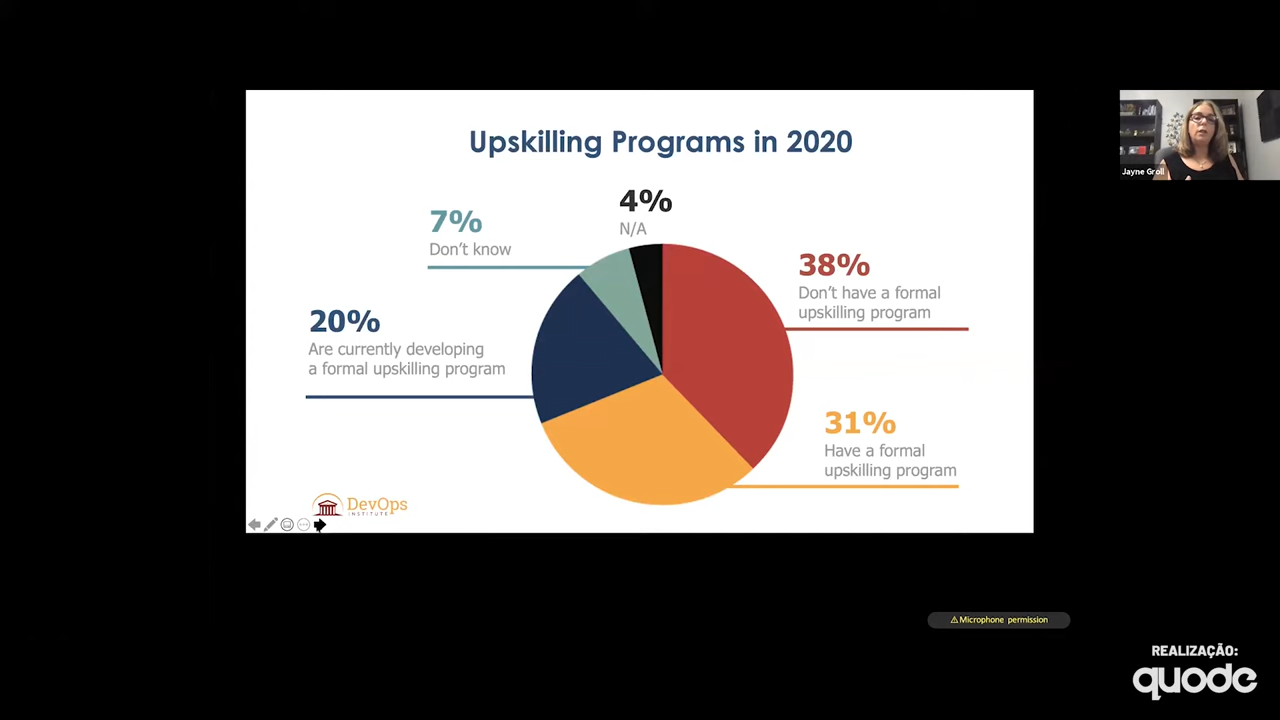 Upskilling Programs in 2020
4%
N/A
7%
Don't know
38%
Don't have a formal
upskilling program
20%
Are currently developing
a formal upskilling program
31%
Have a formal
upskilling program
DevOps
INSTITUTE
Jayne Groll
⚠Microphone permission
REALIZAÇÃO:
quode